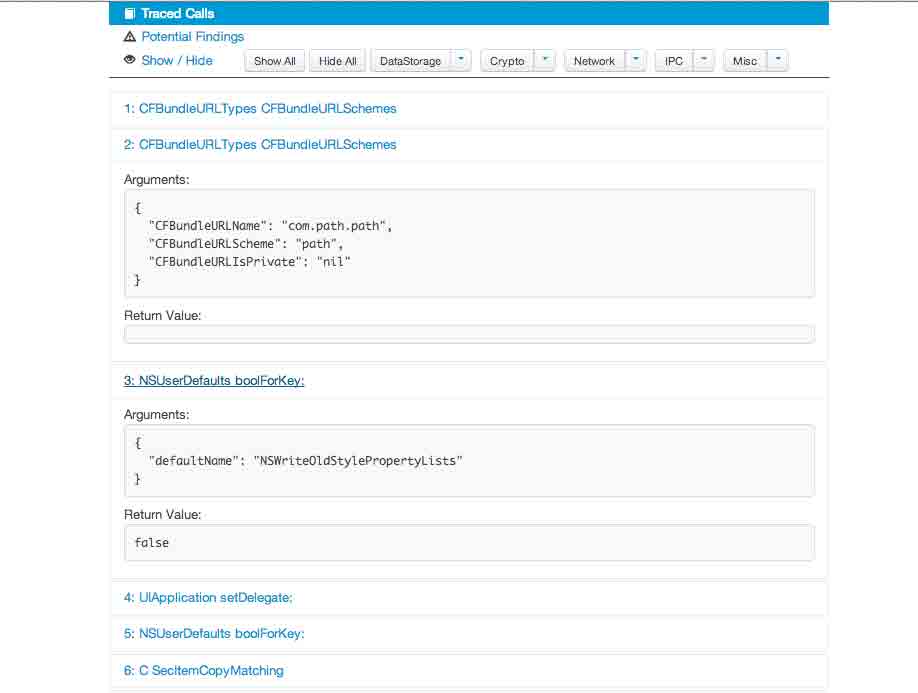 Traced Calls
Potential Findings
Show / Hide Show All Hide All DataStorage Crypto Network IPC Misc
1: CFBundleURLTypes CFBundleURLSchemes
2: CFBundleURLTypes CFBundleURLSchemes
Arguments:
{
"CFBundleURLName": "com.path.path",
"CFBundleURLScheme": "path",
"CFBundleURLIsPrivate": "nil"
}
Return Value:
3: NSUserDefaults boolForKey:
Arguments:
{
"defaultName": "NSWriteOldStylePropertyLists"
}
Return Value:
false
4: UIApplication setDelegate:
5: NSUserDefaults boolForKey:
6: C SecItemCopyMatching